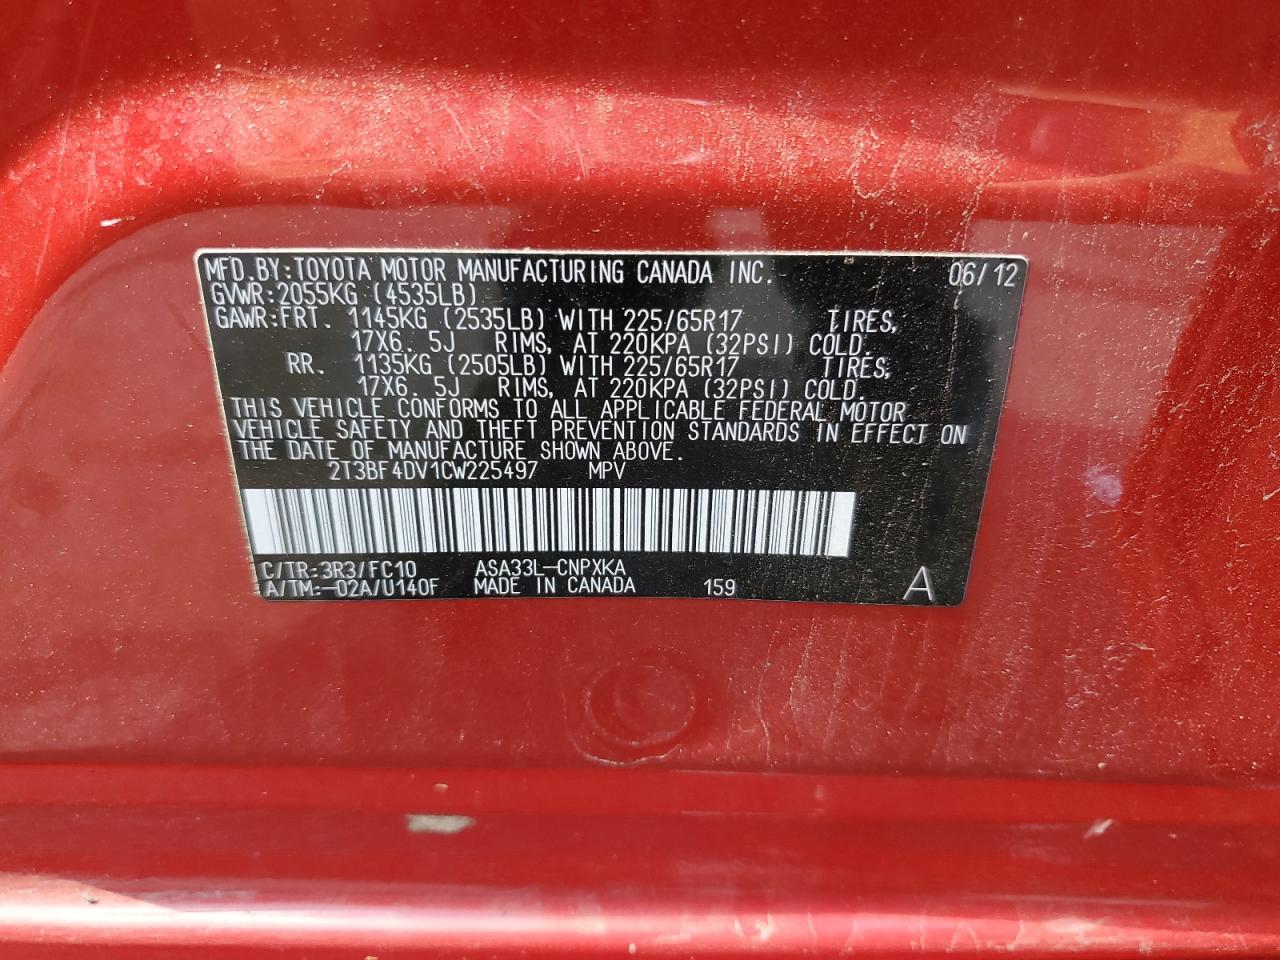 MFD.BY:TOYOTA MOTOR MANUFACTURING CANADA INC. 06/12
GVWR:2055KG (4535LB)
GAWR:FRT. 1145KG (2535LB) WITH 225/65R17 TIRES,
17X6. 5J RIMS, AT 220KPA (32PSI) COLD.
RR. 1135KG (2505LB) WITH 225/65R17 TIRES,
17X6. 5J RIMS, AT 220KPA (32PSI) COLD.
THIS VEHICLE CONFORMS TO ALL APPLICABLE FEDERAL MOTOR
VEHICLE SAFETY AND THEFT PREVENTION STANDARDS IN EFFECT ON
THE DATE OF MANUFACTURE SHOWN ABOVE.
2T3BF4DV1CW225497 MPV
C/TR:3R3/FC10 ASA33L-CNPXKA
A/TM:-02A/U140F MADE IN CANADA 159 A